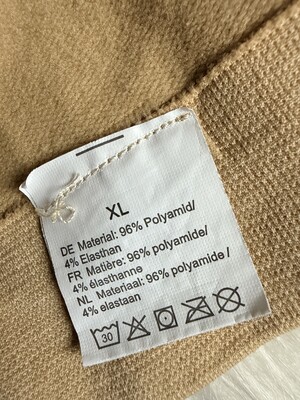 XL
DE Material: 96% Polyamid/
4% Elasthan
FR Matière: 96% polyamide/
4% élasthanne
NL Materiaal: 96% polyamide /
4% elastaan
30